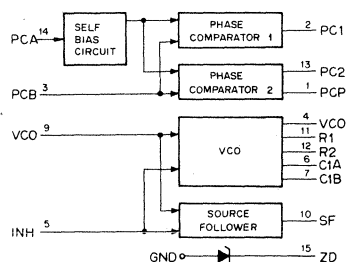 PCA 14
SELF
BIAS
CIRCUIT
PHASE
COMPARATOR 1
2 PC1
PCB 3
PHASE
COMPARATOR 2
13 PC2
1 PCP
VCO 9
VCO
4 VCO
11 R1
12 R2
6 C1A
7 C1B
INH 5
SOURCE
FOLLOWER
10 SF
GND
15 ZD